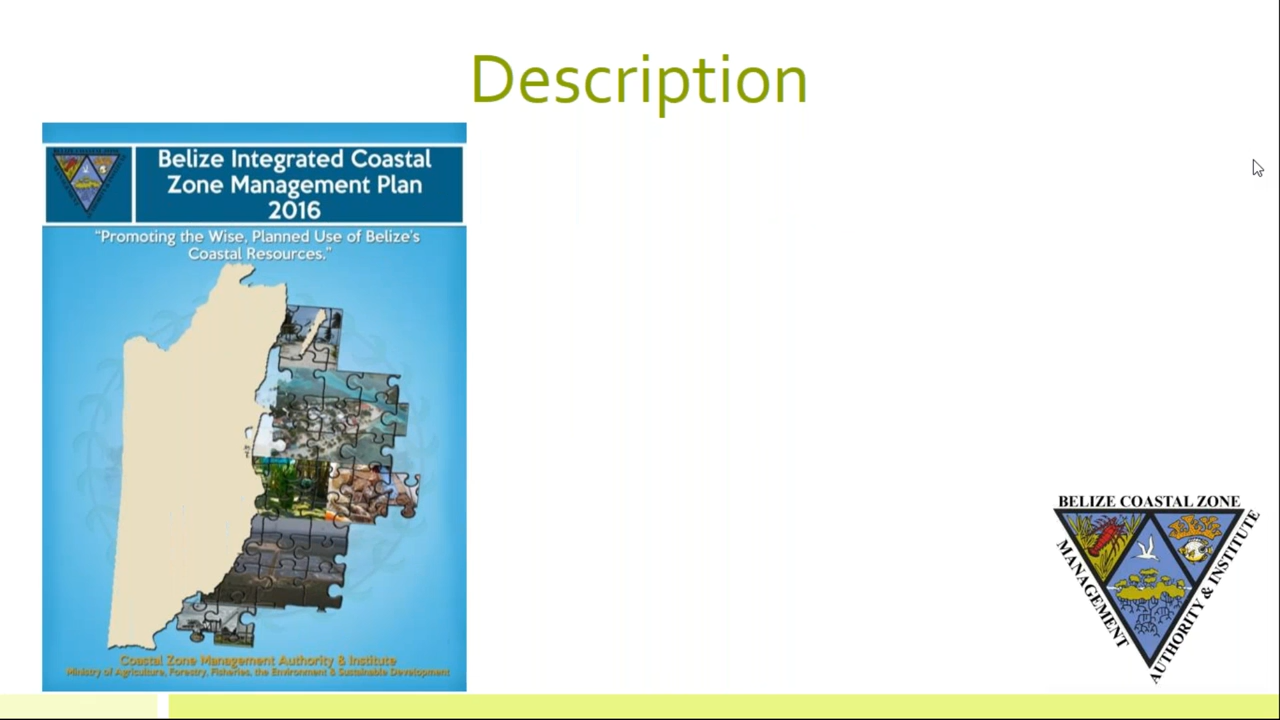 Description
Belize Integrated Coastal
Zone Management Plan
2016
“Promoting the Wise, Planned Use of Belize’s
Coastal Resources.”
Coastal Zone Management Authority & Institute
Ministry of Agriculture, Forestry, Fisheries, the Environment & Sustainable Development
BELIZE COASTAL ZONE
MANAGEMENT
AUTHORITY & INSTITUTE